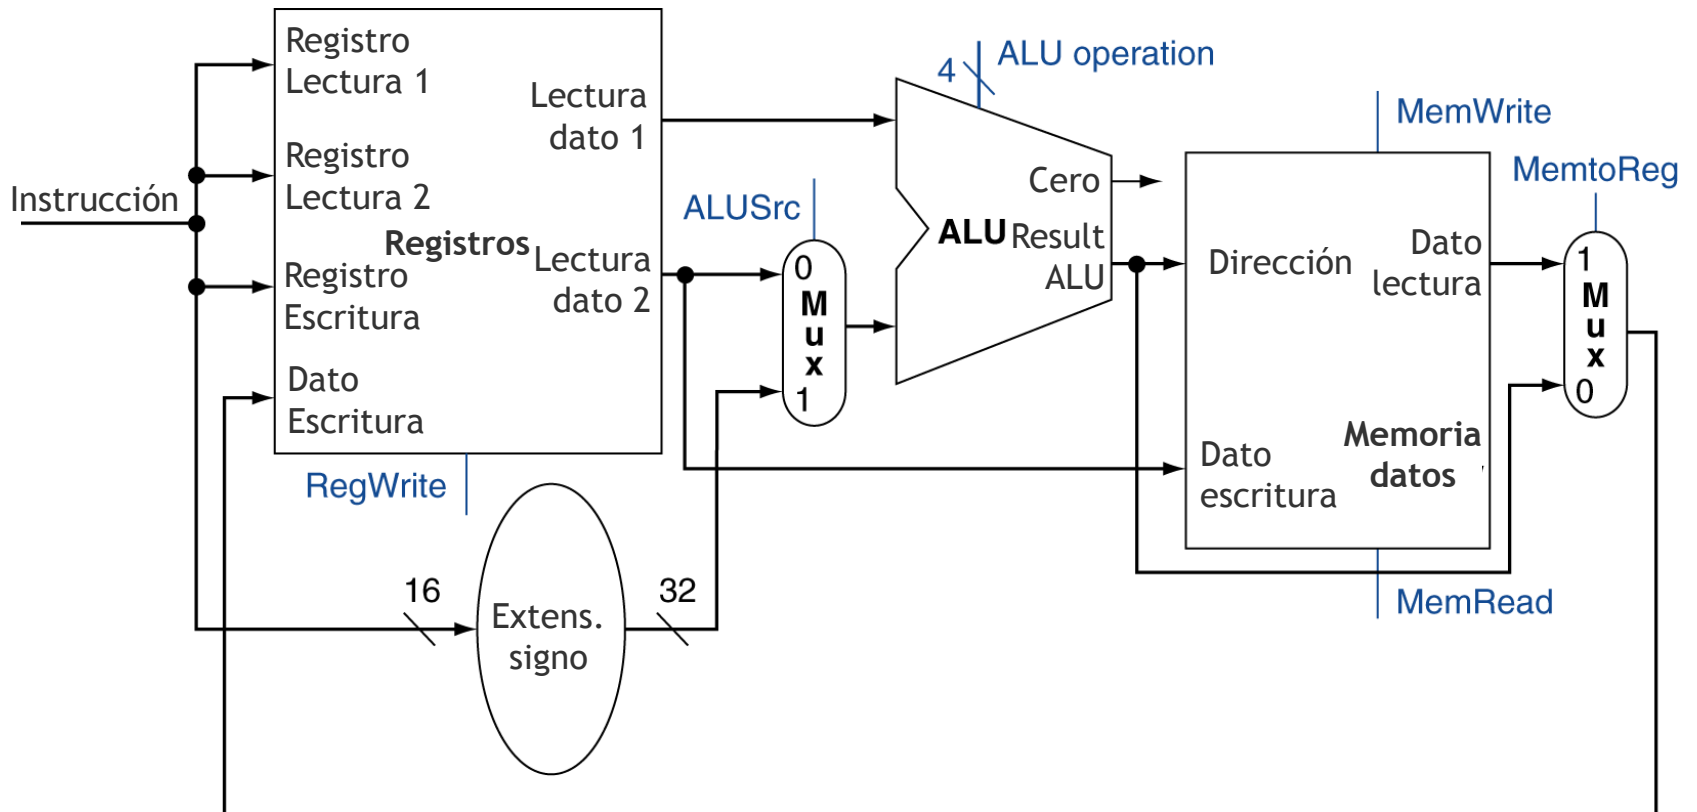 Instrucción
Registro
Lectura 1
Registro
Lectura 2
Registros
Registro
Escritura
Dato
Escritura
Lectura
dato 1
Lectura
dato 2
RegWrite
16
Extens.
signo
32
ALUSrc
0
Mux
1
4
ALU operation
Cero
ALU
Result
ALU
MemWrite
Dirección
Dato
lectura
Dato
escritura
Memoria
datos
MemRead
MemtoReg
1
Mux
0